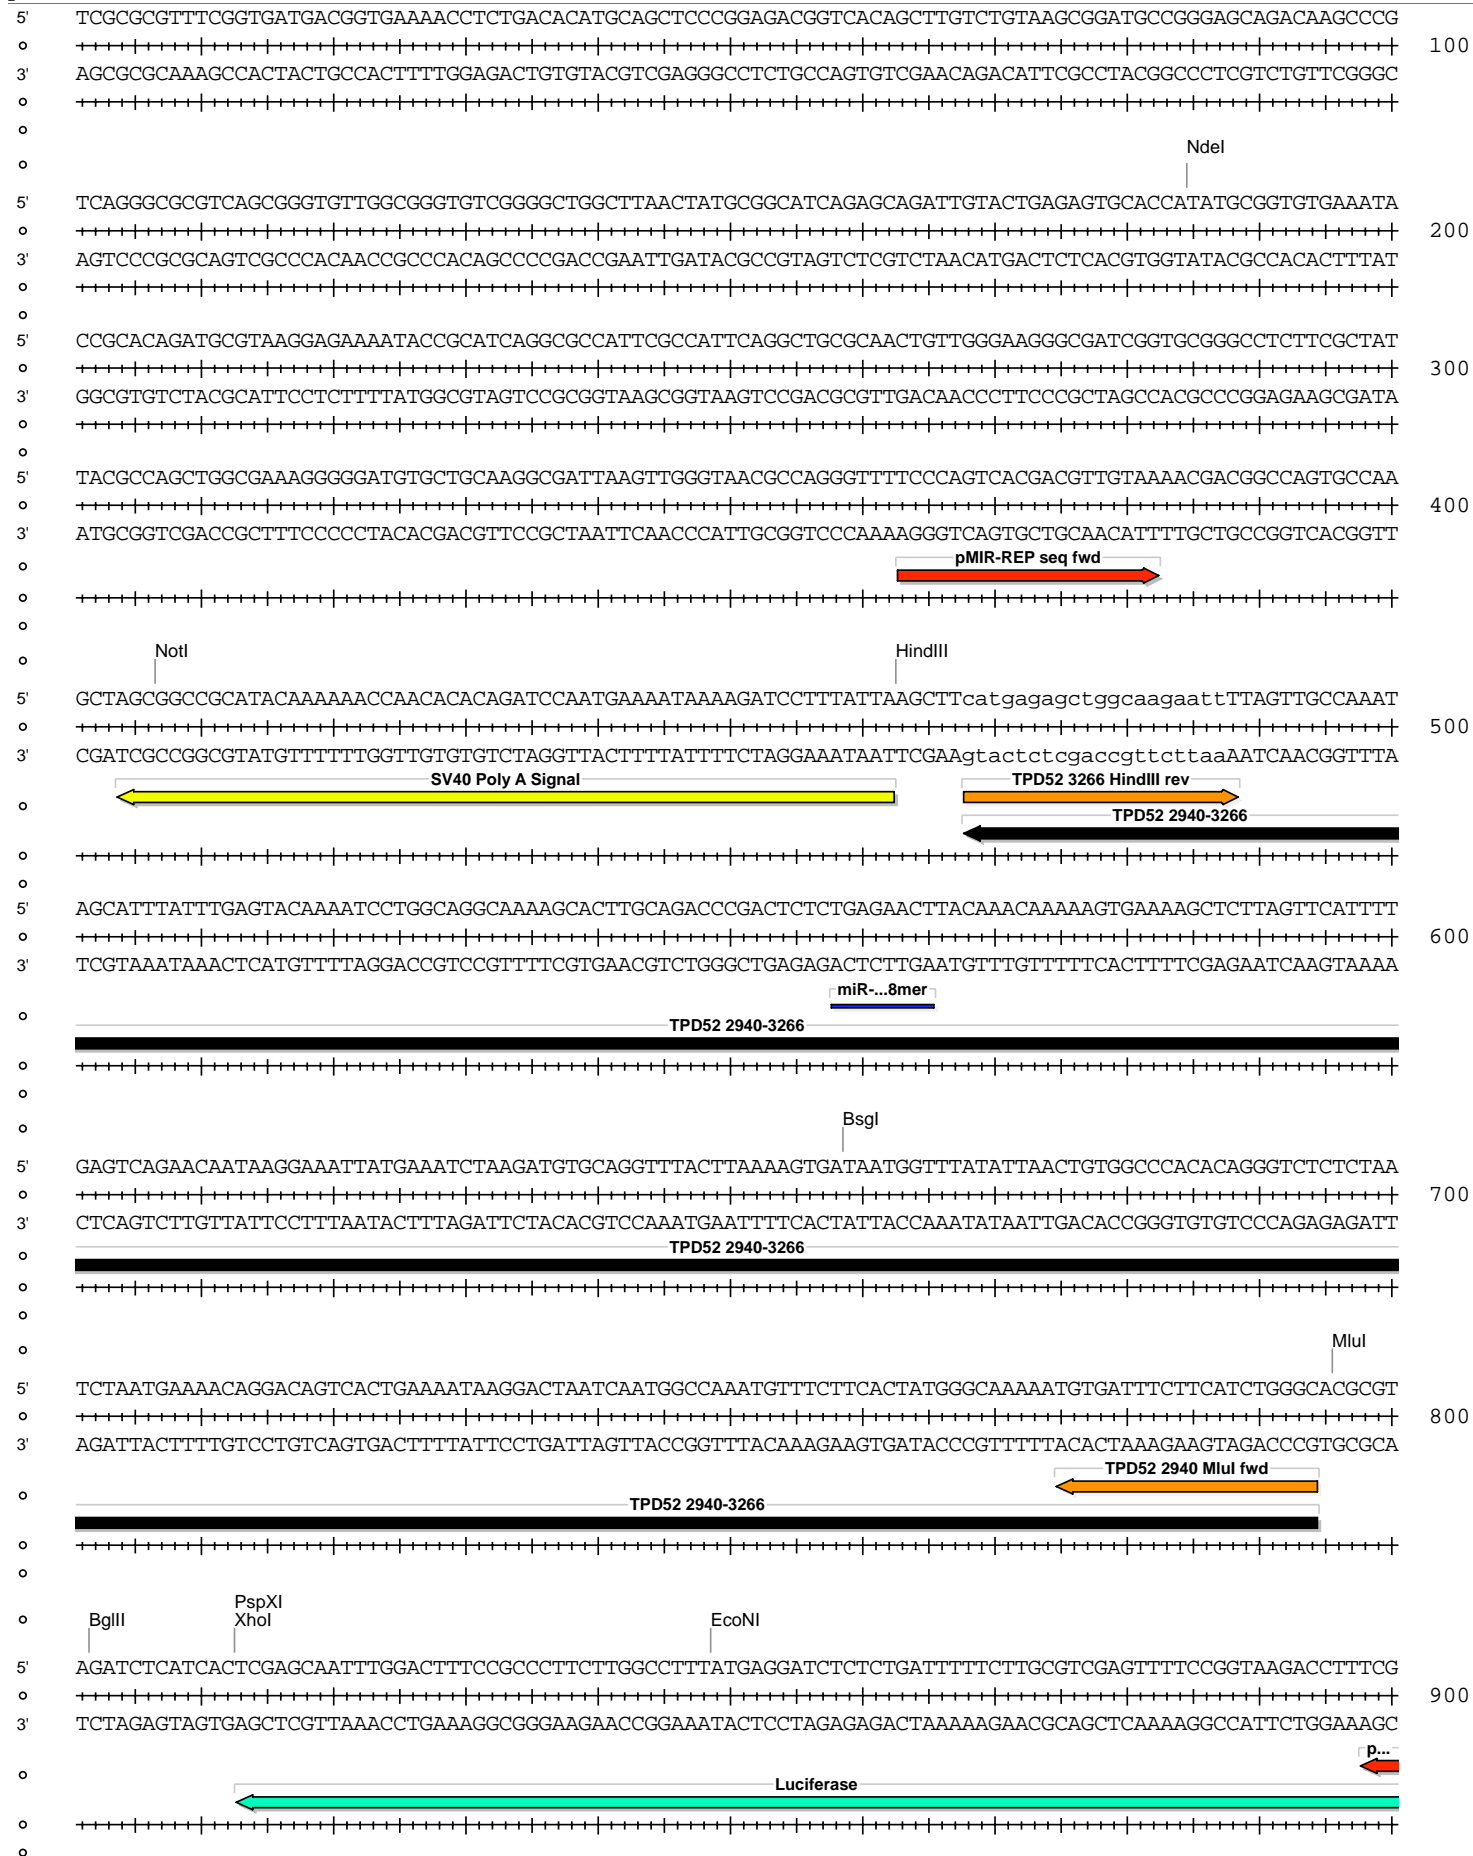 5' TCGCGCGTTTCGGTGATGACGGTGAAAACCTCTGACACATGCAGCTCCCGGAGACGGTCACAGCTTGTCTGTAAGCGGATGCCGGGAGCAGACAAGCCCG
100
3' AGCGCGCAAAGCCACTACTGCCACTTTTGGAGACTGTGTACGTCGAGGGCCTCTGCCAGTGTCGAACAGACATTCGCCTACGGCCCTCGTCTGTTCGGGC
NdeI
5' TCAGGGCGCGTCAGCGGGTGTTGGCGGGTGTCGGGGCTGGCTTAACTATGCGGCATCAGAGCAGATTGTACTGAGAGTGCACCATATGCGGTGTGAAATA
200
3' AGTCCCGCGCAGTCGCCCACAACCGCCCACAGCCCCGACCGAATTGATACGCCGTAGTCTCGTCTAACATGACTCTCACGTGGTATACGCCACACTTTAT
5' CCGCACAGATGCGTAAGGAGAAAATACCGCATCAGGCGCCATTCGCCATTCAGGCTGCGCAACTGTTGGGAAGGGCGATCGGTGCGGGCCTCTTCGCTAT
300
3' GGCGTGTCTACGCATTCCTCTTTTATGGCGTAGTCCGCGGTAAGCGGTAAGTCCGACGCGTTGACAACCCTTCCCGCTAGCCACGCCCGGAGAAGCGATA
5' TACGCCAGCTGGCGAAAGGGGGATGTGCTGCAAGGCGATTAAGTTGGGTAACGCCAGGGTTTTCCCAGTCACGACGTTGTAAAACGACGGCCAGTGCCAA
400
3' ATGCGGTCGACCGCTTTCCCCCTACACGACGTTCCGCTAATTCAACCCATTGCGGTCCCAAAAGGGTCAGTGCTGCAACATTTTGCTGCCGGTCACGGTT
pMIR-REP seq fwd
NotI HindIII
5' GCTAGCGGCCGCATACAAAAAACCAACACACAGATCCAATGAAAATAAAAGATCCTTTATTAAGCTTcatgagagctggcaagaattTTAGTTGCCAAAT
500
3' CGATCGCCGGCGTATGTTTTTTGGTTGTGTGTCTAGGTTACTTTTATTTTCTAGGAAATAATTCGAAgtactctcgaccgttcttaaAATCAACGGTTTA
SV40 Poly A Signal TPD52 3266 HindIII rev
TPD52 2940-3266
5' AGCATTTATTTGAGTACAAAATCCTGGCAGGCAAAAGCACTTGCAGACCCGACTCTCTGAGAACTTACAAACAAAAAGTGAAAAGCTCTTAGTTCATTTT
600
3' TCGTAAATAAACTCATGTTTTAGGACCGTCCGTTTTCGTGAACGTCTGGGCTGAGAGACTCTTGAATGTTTGTTTTTCACTTTTCGAGAATCAAGTAAAA
miR-...8mer
TPD52 2940-3266
BsgI
5' GAGTCAGAACAATAAGGAAATTATGAAATCTAAGATGTGCAGGTTTACTTAAAAGTGATAATGGTTTATATTAACTGTGGCCCACACAGGGTCTCTCTAA
700
3' CTCAGTCTTGTTATTCCTTTAATACTTTAGATTCTACACGTCCAAATGAATTTTCACTATTACCAAATATAATTGACACCGGGTGTGTCCCAGAGAGATT
TPD52 2940-3266
MluI
5' TCTAATGAAAACAGGACAGTCACTGAAAATAAGGACTAATCAATGGCCAAATGTTTCTTCACTATGGGCAAAAATGTGATTTCTTCATCTGGGCACGCGT
800
3' AGATTACTTTTGTCCTGTCAGTGACTTTTATTCCTGATTAGTTACCGGTTTACAAAGAAGTGATACCCGTTTTTACACTAAAGAAGTAGACCCGTGCGCA
TPD52 2940 MluI fwd
TPD52 2940-3266
PspXI
BglII XhoI EcoNI
5' AGATCTCATCACTCGAGCAATTTGGACTTTCCGCCCTTCTTGGCCTTTATGAGGATCTCTCTGATTTTTCTTGCGTCGAGTTTTCCGGTAAGACCTTTCG
900
3' TCTAGAGTAGTGAGCTCGTTAAACCTGAAAGGCGGGAAGAACCGGAAATACTCCTAGAGAGACTAAAAAGAACGCAGCTCAAAAGGCCATTCTGGAAAGC
p...
Luciferase